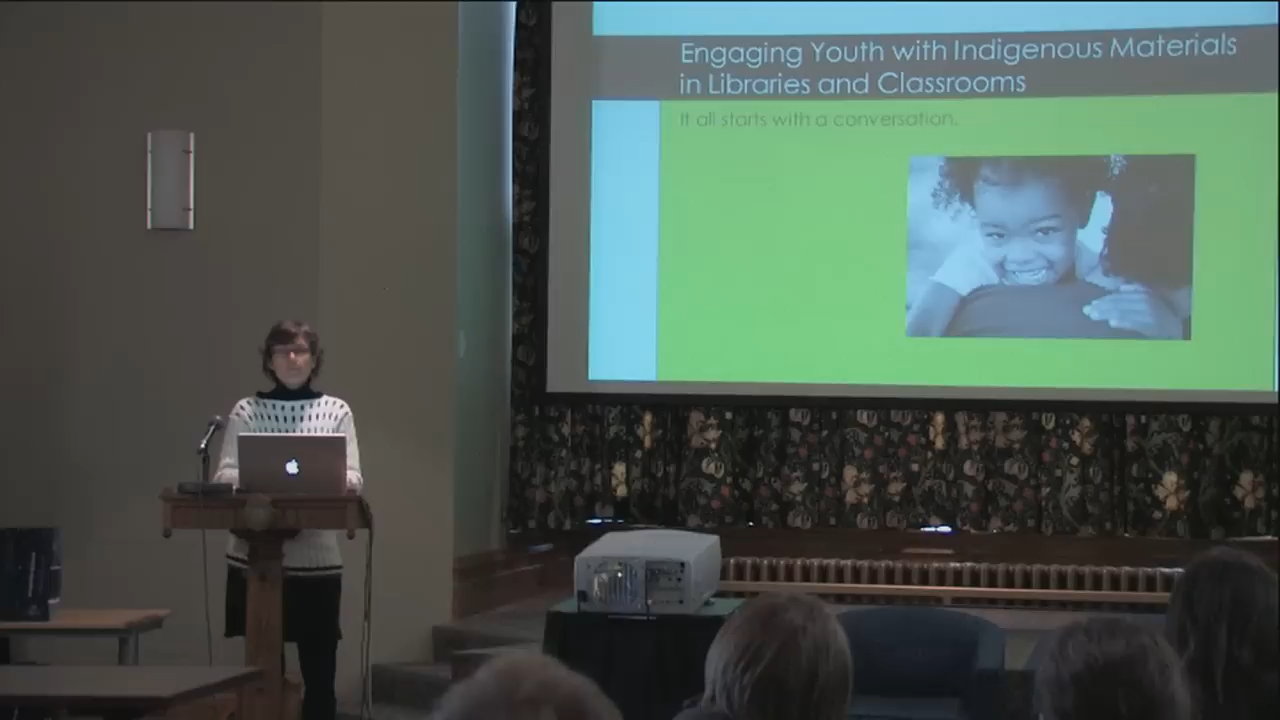 Engaging Youth with Indigenous Materials
in Libraries and Classrooms
It all starts with a conversation.